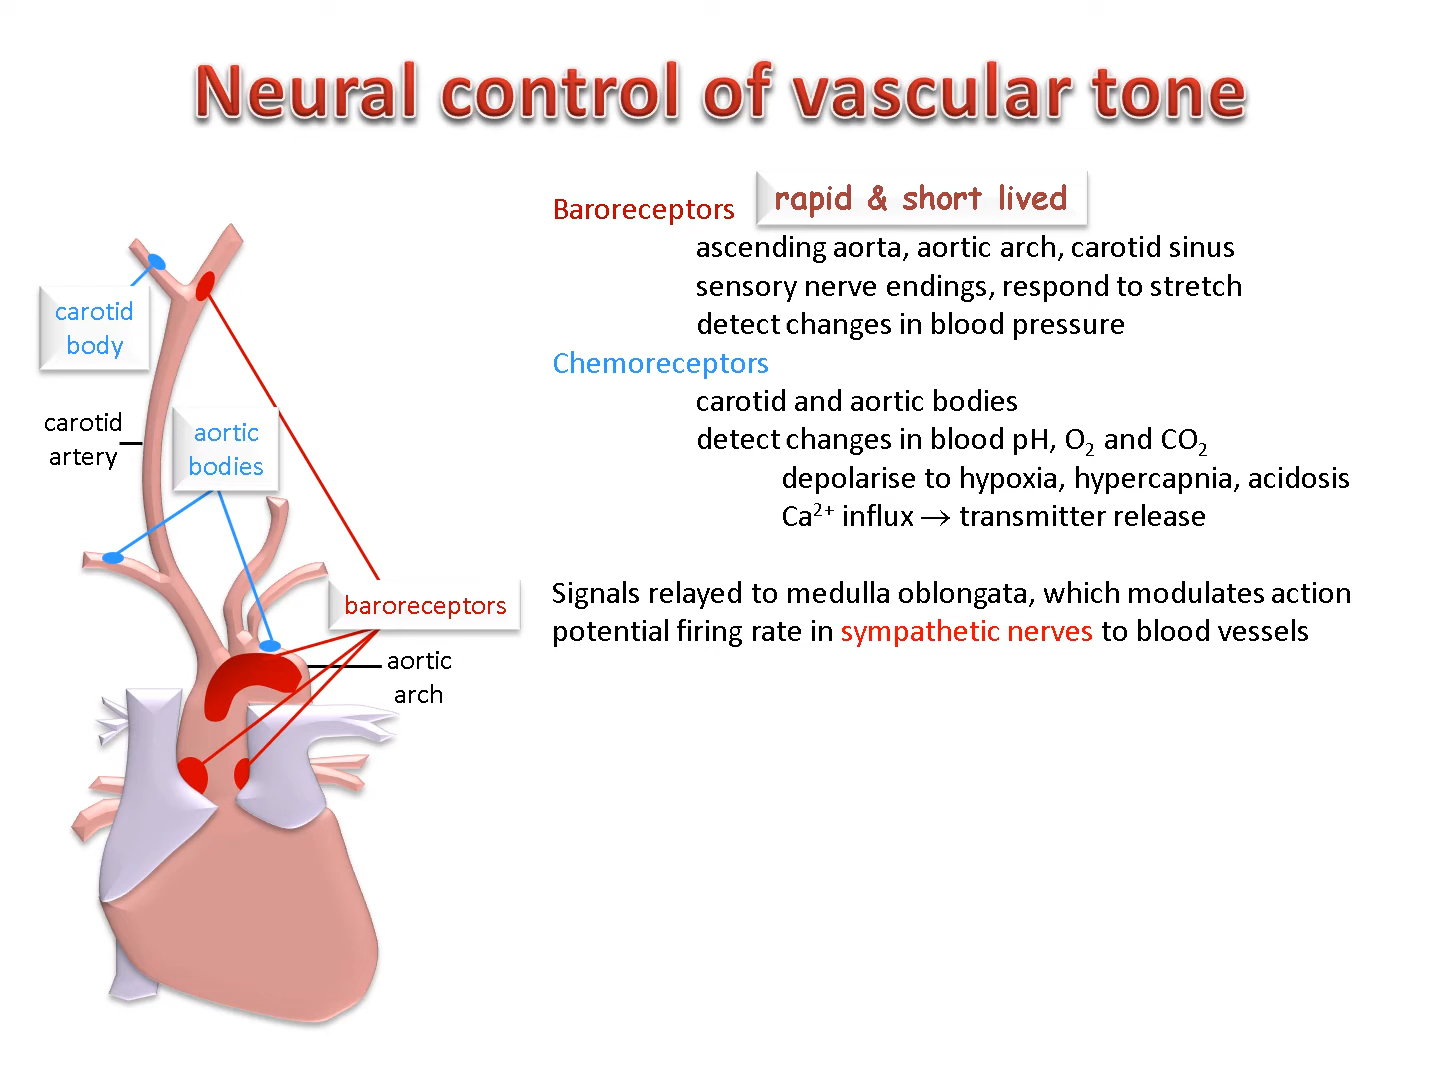 Neural control of vascular tone
Baroreceptors
rapid & short lived
ascending aorta, aortic arch, carotid sinus
sensory nerve endings, respond to stretch
detect changes in blood pressure
Chemoreceptors
carotid and aortic bodies
detect changes in blood pH, O₂ and CO₂
depolarise to hypoxia, hypercapnia, acidosis
Ca²⁺ influx → transmitter release
Signals relayed to medulla oblongata, which modulates action
potential firing rate in sympathetic nerves to blood vessels
carotid
body
carotid
artery
aortic
bodies
baroreceptors
aortic
arch